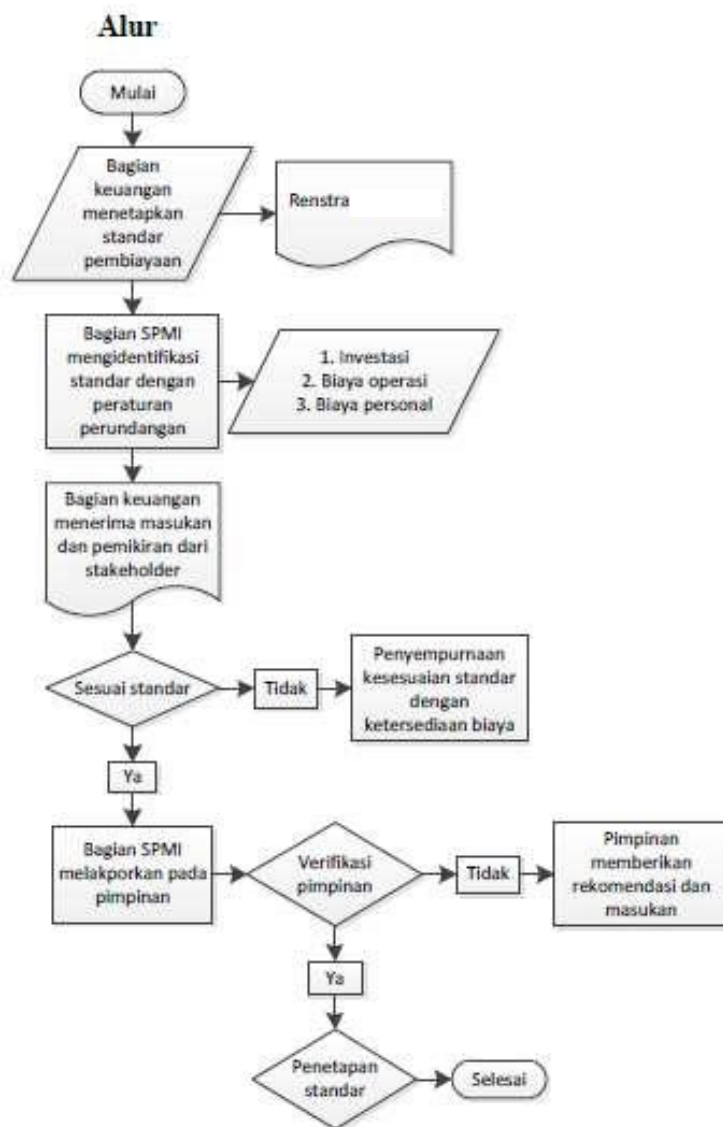 Alur
Mulai
Bagian
keuangan
menetapkan
standar
pembiayaan
Renstra
Bagian SPMI
mengidentifikasi
standar dengan
peraturan
perundangan
1. Investasi
2. Biaya operasi
3. Biaya personal
Bagian keuangan
menerima masukan
dan pemikiran dari
stakeholder
Sesuai standar
Tidak
Penyempurnaan
kesesuaian standar
dengan
ketersediaan biaya
Ya
Bagian SPMI
melakporkan pada
pimpinan
Verifikasi
pimpinan
Tidak
Pimpinan
memberikan
rekomendasi dan
masukan
Ya
Penetapan
standar
Selesai